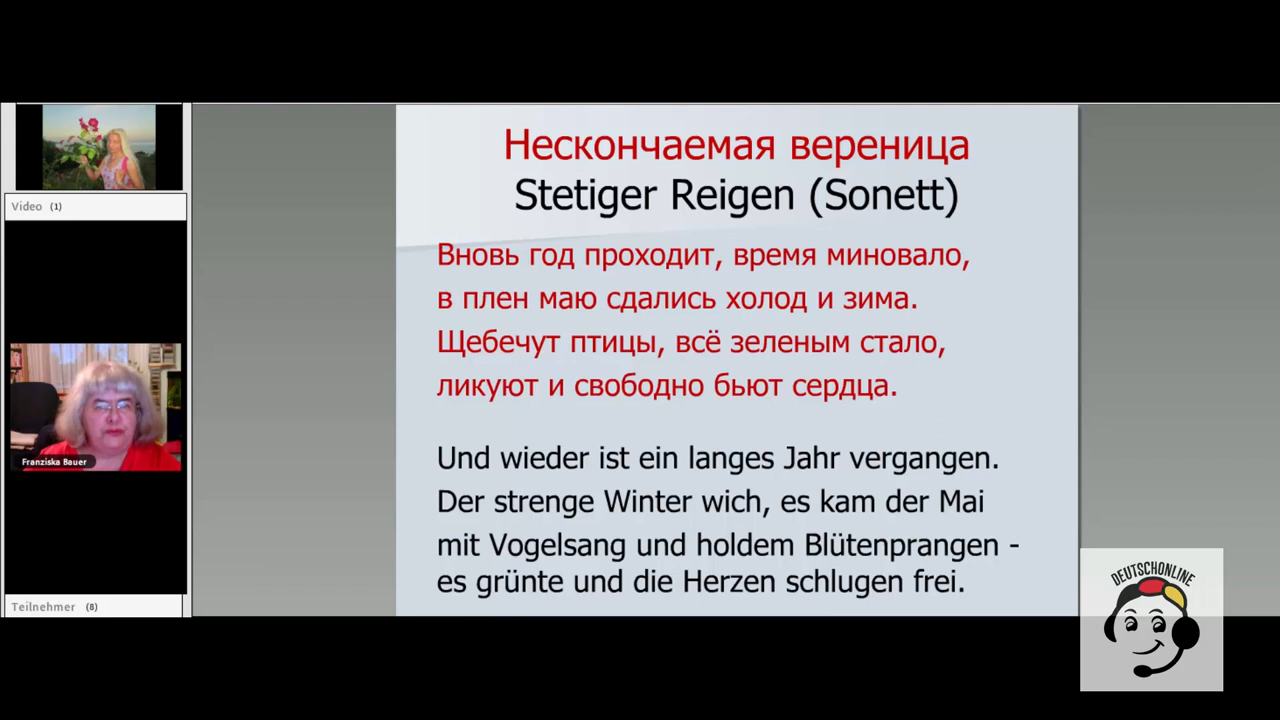 Video (1)
Franziska Bauer
Teilnehmer (8)
Нескончаемая вереница
Stetiger Reigen (Sonett)
Вновь год проходит, время миновало,
в плен маю сдались холод и зима.
Щебечут птицы, всё зеленым стало,
ликуют и свободно бьют сердца.
Und wieder ist ein langes Jahr vergangen.
Der strenge Winter wich, es kam der Mai
mit Vogelsang und holdem Blütenprangen -
es grünte und die Herzen schlugen frei.
DEUTSCHONLINE